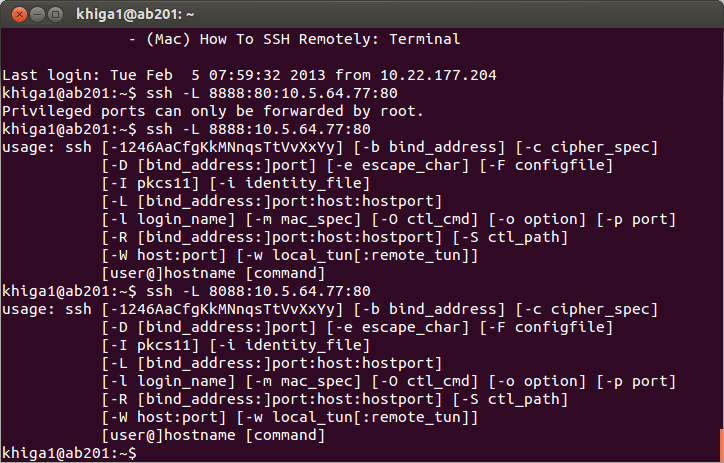 khiga1@ab201: ~
- (Mac) How To SSH Remotely: Terminal
Last login: Tue Feb  5 07:59:32 2013 from 10.22.177.204
khiga1@ab201:~$ ssh -L 8888:80:10.5.64.77:80
Privileged ports can only be forwarded by root.
khiga1@ab201:~$ ssh -L 8888:10.5.64.77:80
usage: ssh [-1246AaCfgKkMNnqsTtVvXxYy] [-b bind_address] [-c cipher_spec]
           [-D [bind_address:]port] [-e escape_char] [-F configfile]
           [-I pkcs11] [-i identity_file]
           [-L [bind_address:]port:host:hostport]
           [-l login_name] [-m mac_spec] [-O ctl_cmd] [-o option] [-p port]
           [-R [bind_address:]port:host:hostport] [-S ctl_path]
           [-W host:port] [-w local_tun[:remote_tun]]
           [user@]hostname [command]
khiga1@ab201:~$ ssh -L 8088:10.5.64.77:80
usage: ssh [-1246AaCfgKkMNnqsTtVvXxYy] [-b bind_address] [-c cipher_spec]
           [-D [bind_address:]port] [-e escape_char] [-F configfile]
           [-I pkcs11] [-i identity_file]
           [-L [bind_address:]port:host:hostport]
           [-l login_name] [-m mac_spec] [-O ctl_cmd] [-o option] [-p port]
           [-R [bind_address:]port:host:hostport] [-S ctl_path]
           [-W host:port] [-w local_tun[:remote_tun]]
           [user@]hostname [command]
khiga1@ab201:~$